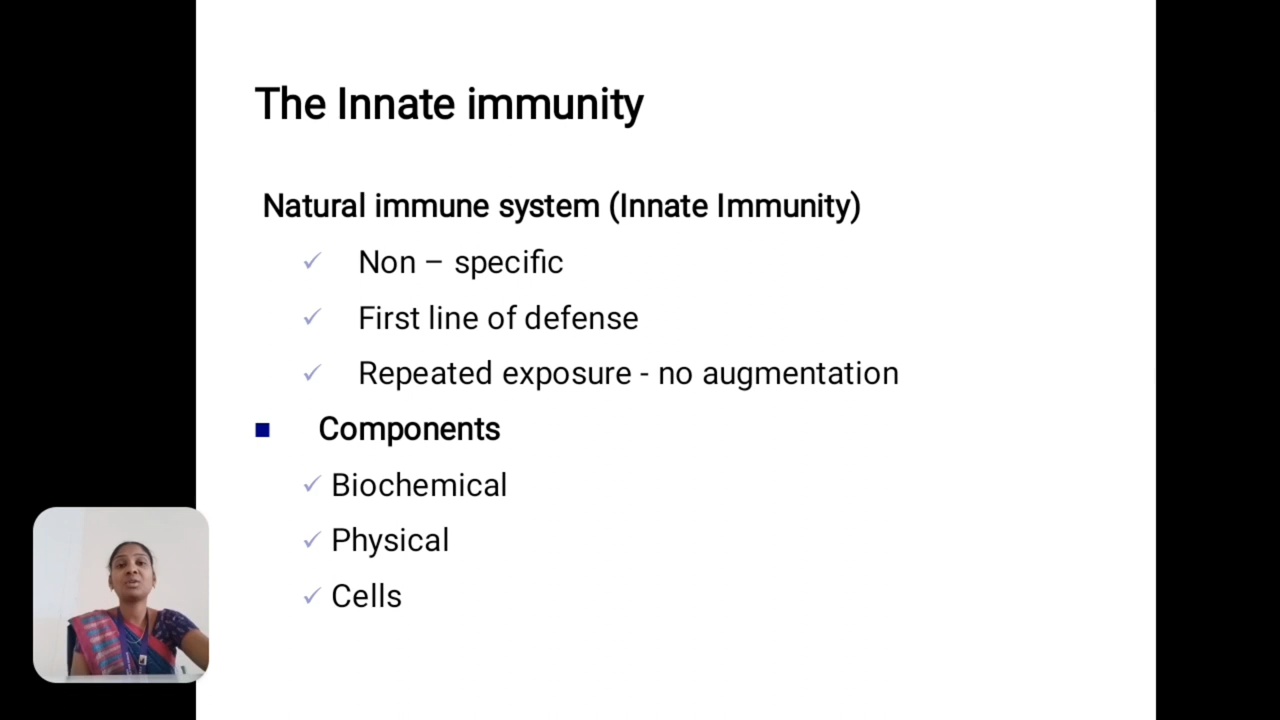 The Innate immunity
Natural immune system (Innate Immunity)
Non – specific
First line of defense
Repeated exposure - no augmentation
Components
Biochemical
Physical
Cells